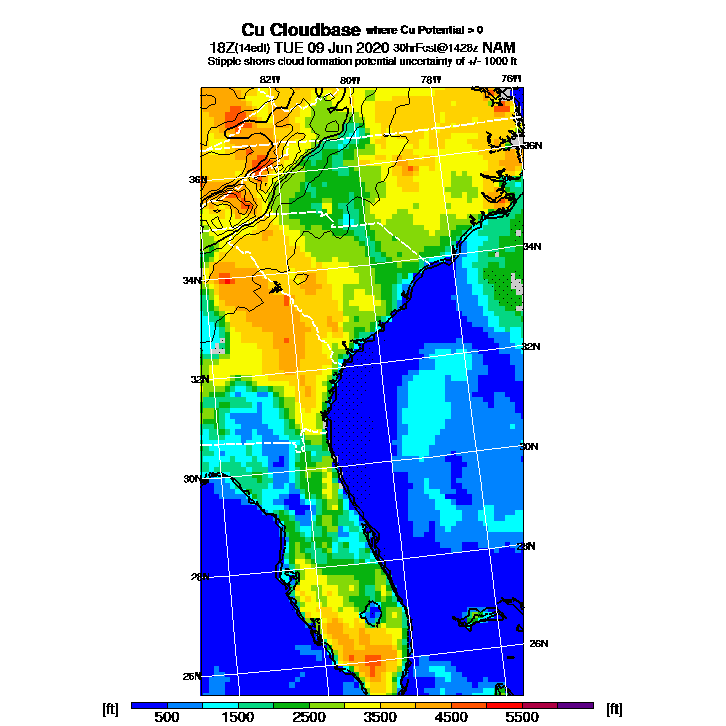 Cu Cloudbase where Cu Potential > 0
18Z(14edt) TUE 09 Jun 2020 30hrFcst@1428z NAM
Stipple shows cloud formation potential uncertainty of +/- 1000 ft
82W 80W 78W 76W
36N
36N
34N
34N
32N
32N
30N
30N
28N
28N
26N
26N
[ft] 500 1500 2500 3500 4500 5500 [ft]